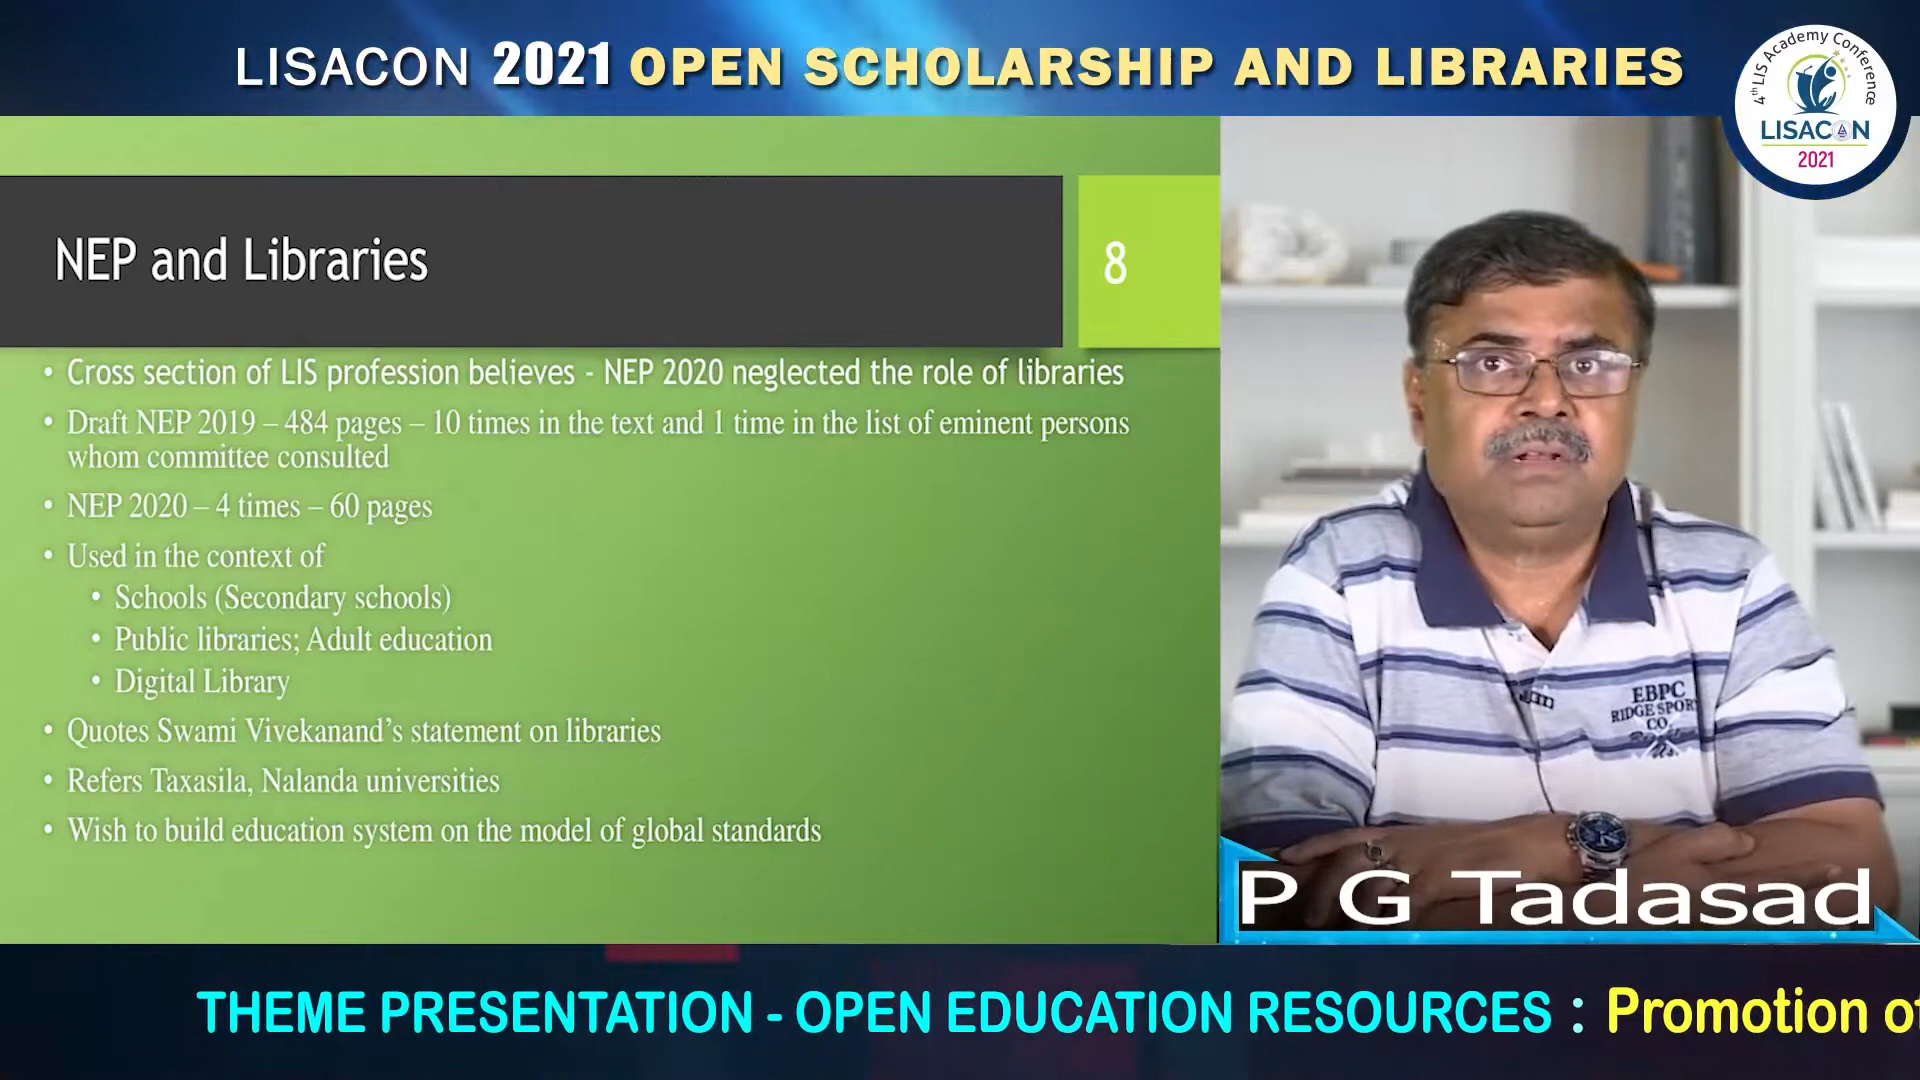 LISACON 2021 OPEN SCHOLARSHIP AND LIBRARIES
4th LIS Academy Conference
LISACON
2021
NEP and Libraries
8
• Cross section of LIS profession believes - NEP 2020 neglected the role of libraries
• Draft NEP 2019 – 484 pages – 10 times in the text and 1 time in the list of eminent persons
whom committee consulted
• NEP 2020 – 4 times – 60 pages
• Used in the context of
• Schools (Secondary schools)
• Public libraries; Adult education
• Digital Library
• Quotes Swami Vivekanand’s statement on libraries
• Refers Taxasila, Nalanda universities
• Wish to build education system on the model of global standards
EBPC
RIDGE SPOR
CO.
P G Tadasad
THEME PRESENTATION - OPEN EDUCATION RESOURCES : Promotion of